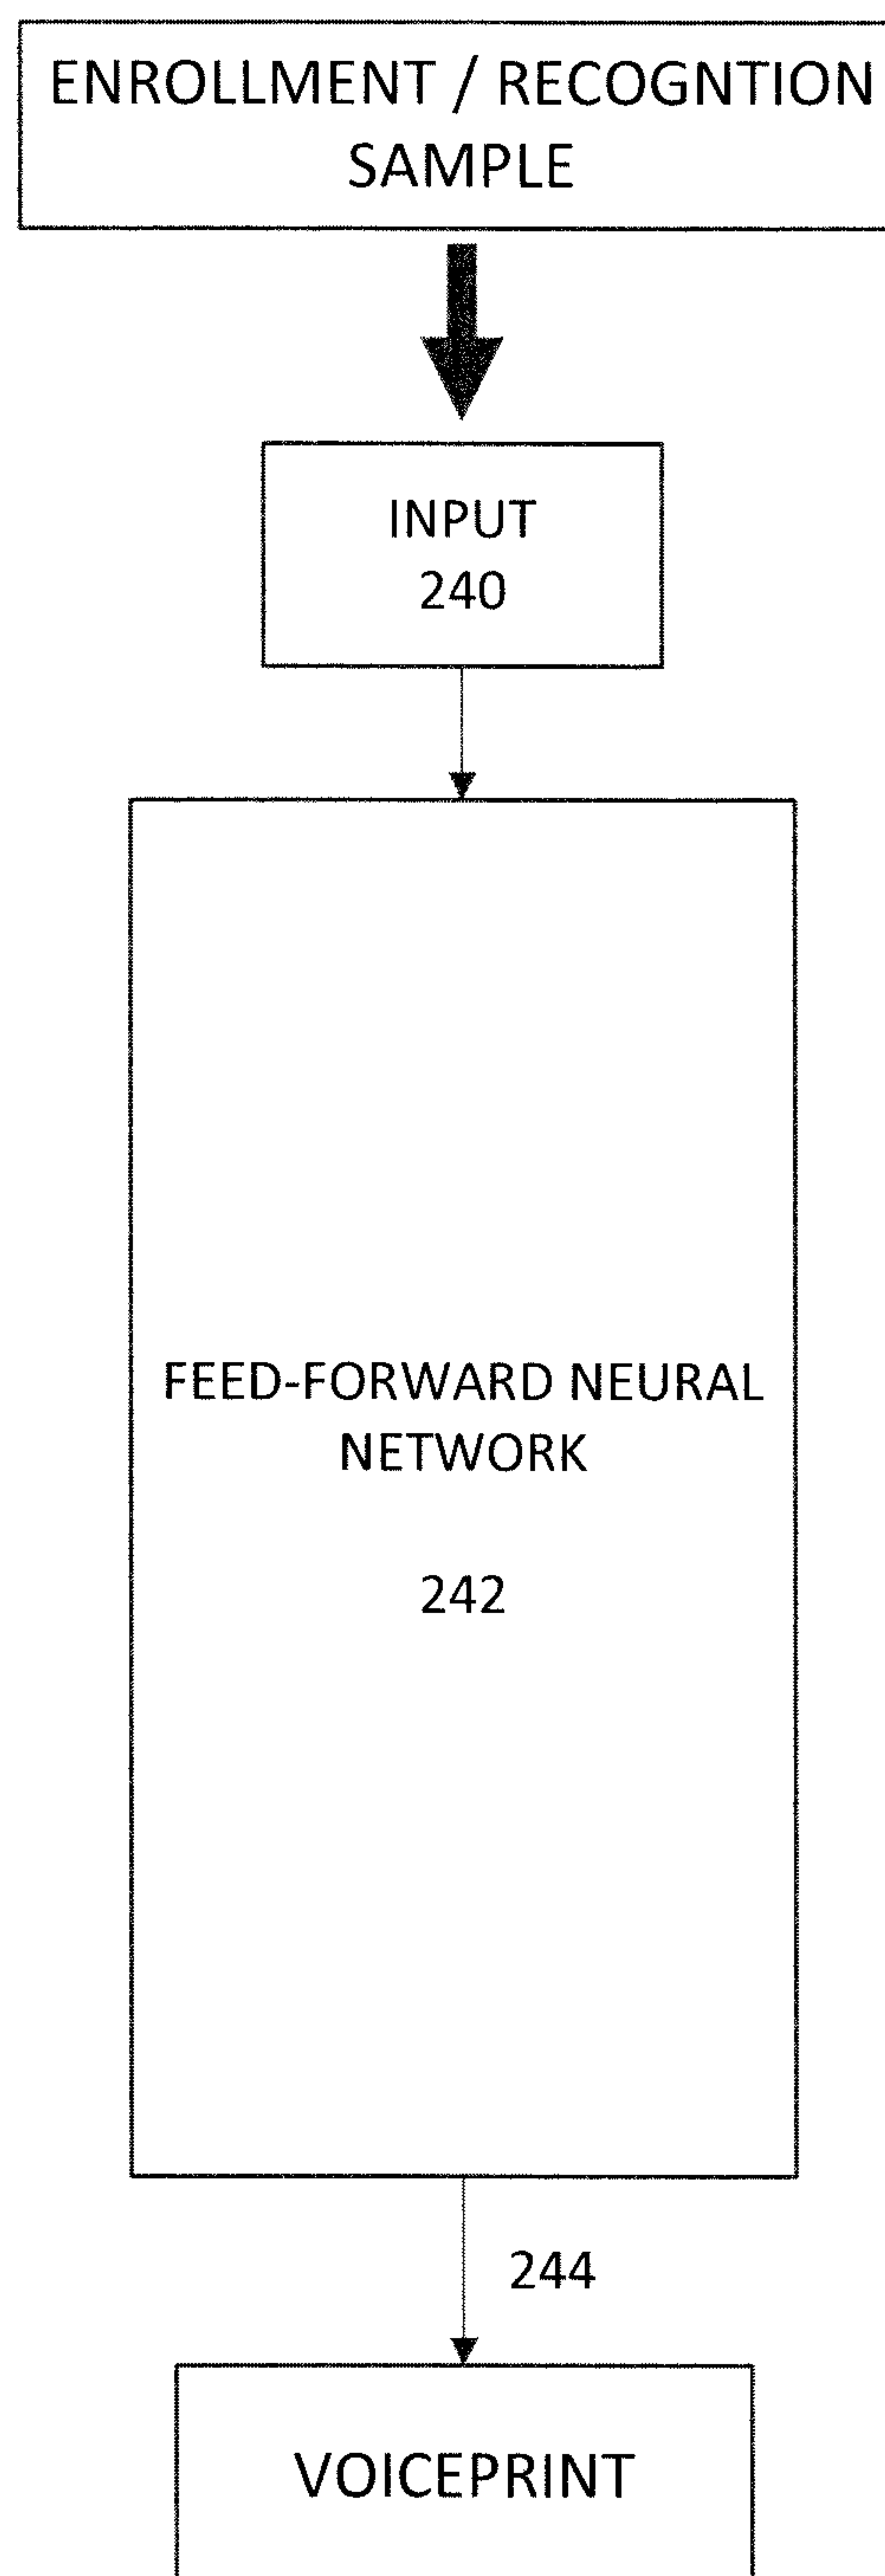 ENROLLMENT / RECOGNTION
SAMPLE
INPUT
240
FEED-FORWARD NEURAL
NETWORK
242
244
VOICEPRINT